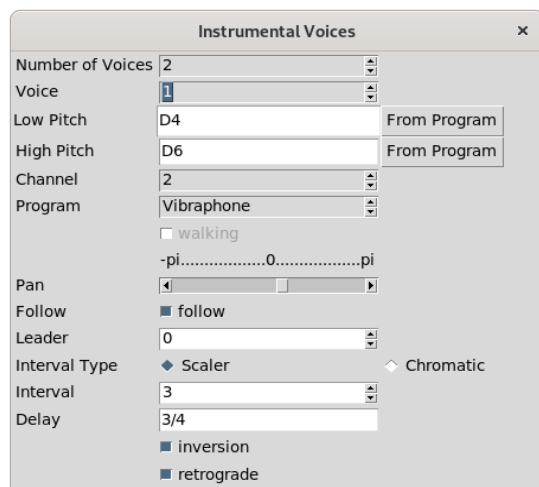 Instrumental Voices ×
Number of Voices 2
Voice 1
Low Pitch D4 From Program
High Pitch D6 From Program
Channel 2
Program Vibraphone
walking
-pi..................0.................pi
Pan
Follow follow
Leader 0
Interval Type Scaler Chromatic
Interval 3
Delay 3/4
inversion
retrograde